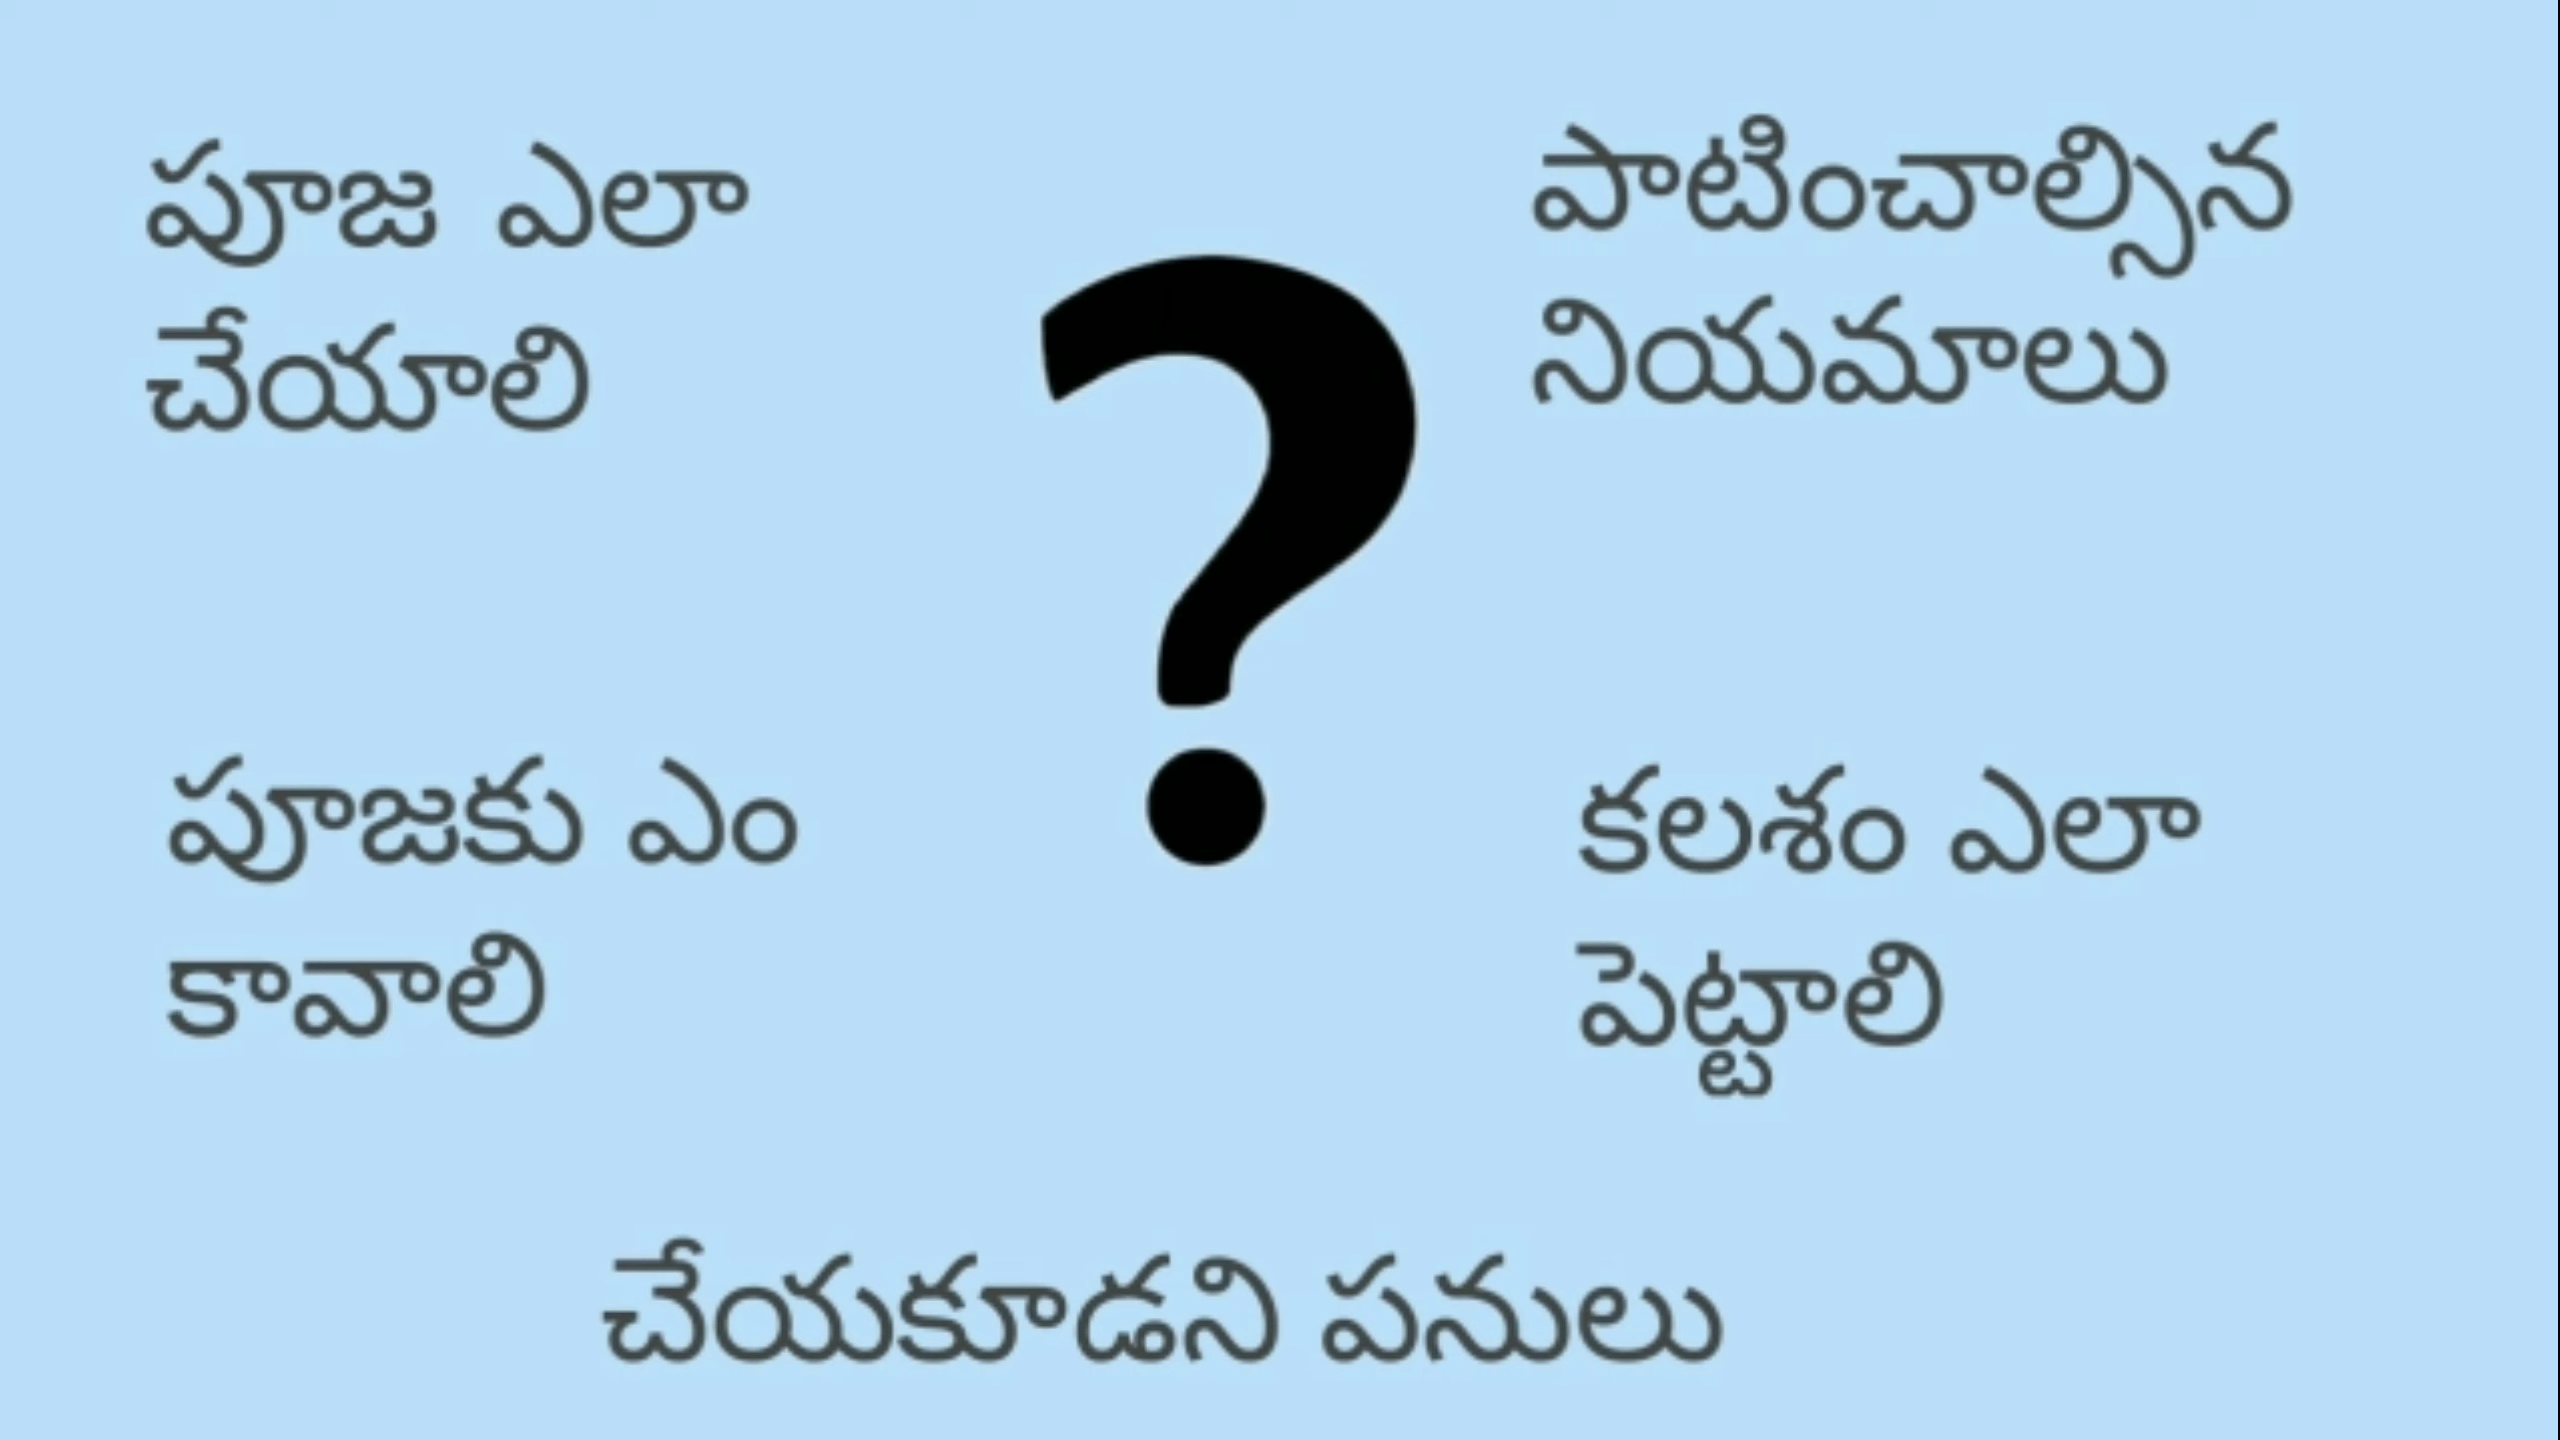 పూజ ఎలా
చేయాలి
పాటించాల్సిన
నియమాలు
?
పూజకు ఎం
కావాలి
కలశం ఎలా
పెట్టాలి
చేయకూడని పనులు